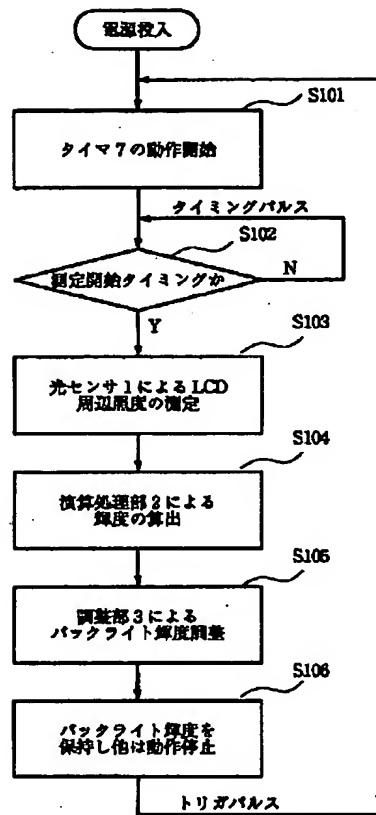 電源投入
S101
タイマ7の動作開始
タイミングパルス
S102
測定開始タイミングか
N
Y
S103
光センサ1によるLCD
周辺照度の測定
S104
演算処理部2による
輝度の算出
S105
調整部3による
バックライト輝度調整
S106
バックライト輝度を
保持し他は動作停止
トリガパルス